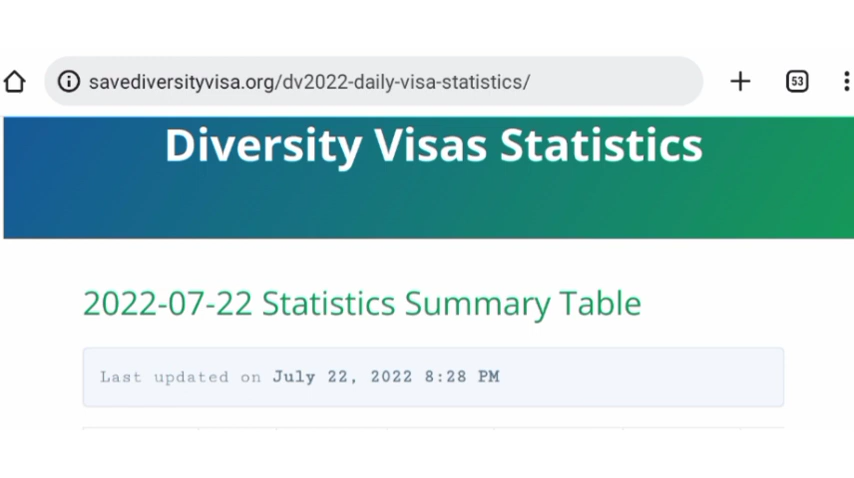 savediversityvisa.org/dv2022-daily-visa-statistics/
53
Diversity Visas Statistics
2022-07-22 Statistics Summary Table
Last updated on July 22, 2022 8:28 PM